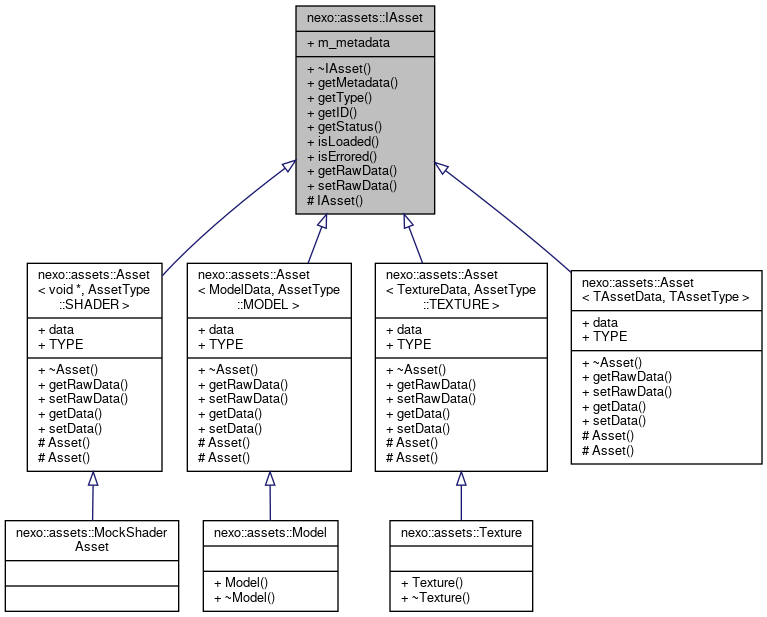 nexo::assets::IAsset
+ m_metadata
+ ~IAsset()
+ getMetadata()
+ getType()
+ getID()
+ getStatus()
+ isLoaded()
+ isErrored()
+ getRawData()
+ setRawData()
# IAsset()
nexo::assets::Asset
< void *, AssetType
::SHADER >
+ data
+ TYPE
+ ~Asset()
+ getRawData()
+ setRawData()
+ getData()
+ setData()
# Asset()
# Asset()
nexo::assets::Asset
< ModelData, AssetType
::MODEL >
+ data
+ TYPE
+ ~Asset()
+ getRawData()
+ setRawData()
+ getData()
+ setData()
# Asset()
# Asset()
nexo::assets::Asset
< TextureData, AssetType
::TEXTURE >
+ data
+ TYPE
+ ~Asset()
+ getRawData()
+ setRawData()
+ getData()
+ setData()
# Asset()
# Asset()
nexo::assets::Asset
< TAssetData, TAssetType >
+ data
+ TYPE
+ ~Asset()
+ getRawData()
+ setRawData()
+ getData()
+ setData()
# Asset()
# Asset()
nexo::assets::MockShader
Asset
nexo::assets::Model
+ Model()
+ ~Model()
nexo::assets::Texture
+ Texture()
+ ~Texture()